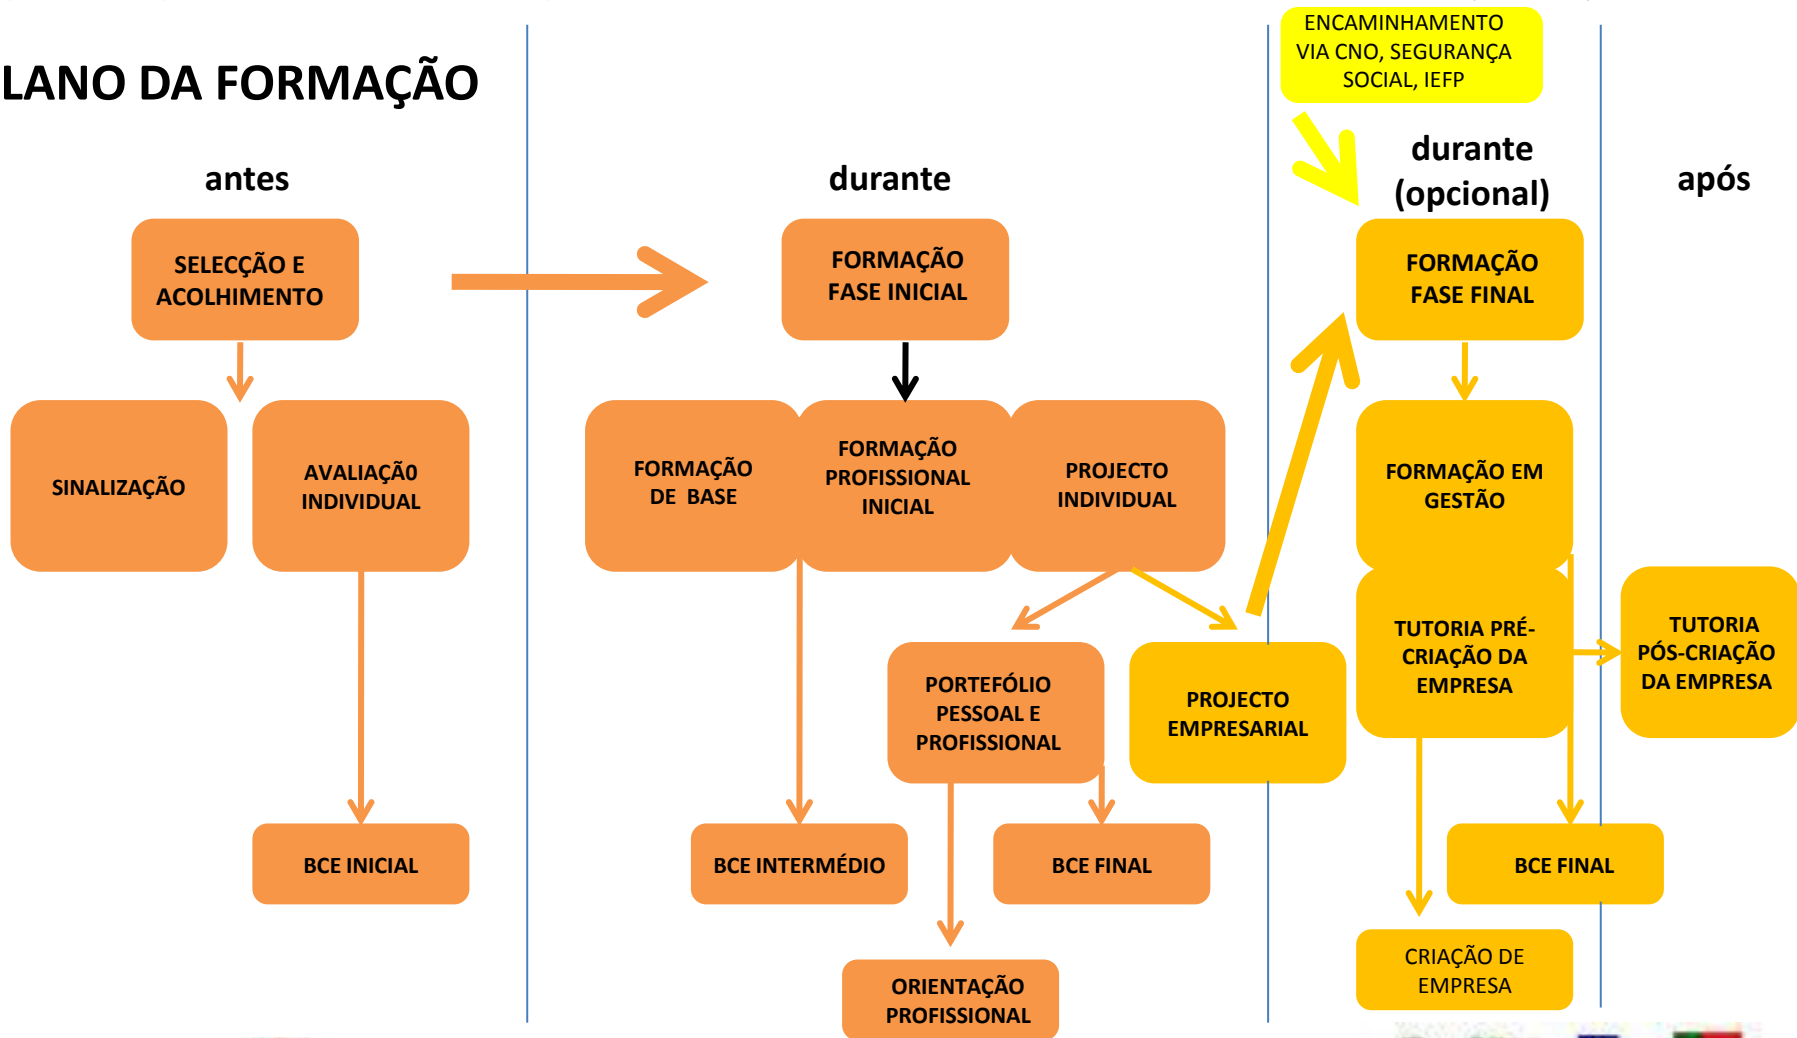 ENCAMINHAMENTO
VIA CNO, SEGURANÇA
SOCIAL, IEFP
LANO DA FORMAÇÃO
antes
durante
durante
(opcional)
após
SELECÇÃO E
ACOLHIMENTO
FORMAÇÃO
FASE INICIAL
FORMAÇÃO
FASE FINAL
SINALIZAÇÃO
AVALIAÇÃ0
INDIVIDUAL
FORMAÇÃO
DE BASE
FORMAÇÃO
PROFISSIONAL
INICIAL
PROJECTO
INDIVIDUAL
FORMAÇÃO EM
GESTÃO
TUTORIA PRÉ-
CRIAÇÃO DA
EMPRESA
TUTORIA
PÓS-CRIAÇÃO
DA EMPRESA
PORTEFÓLIO
PESSOAL E
PROFISSIONAL
PROJECTO
EMPRESARIAL
BCE INICIAL
BCE INTERMÉDIO
BCE FINAL
BCE FINAL
ORIENTAÇÃO
PROFISSIONAL
CRIAÇÃO DE
EMPRESA